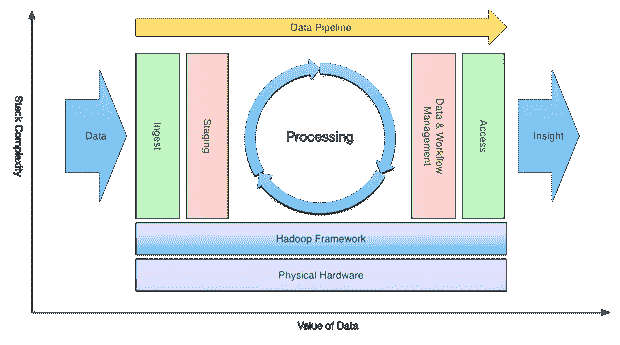 Data Pipeline
Stack Complexity
Data
Ingest
Staging
Processing
Data & Workflow
Management
Access
Insight
Hadoop Framework
Physical Hardware
Value of Data